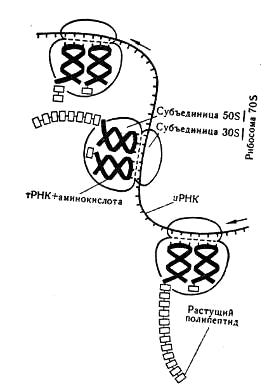 Субъединица 50S
Субъединица 30S
Рибосома 70S
тРНК+аминокислота
иРНК
Растущий
полипептид